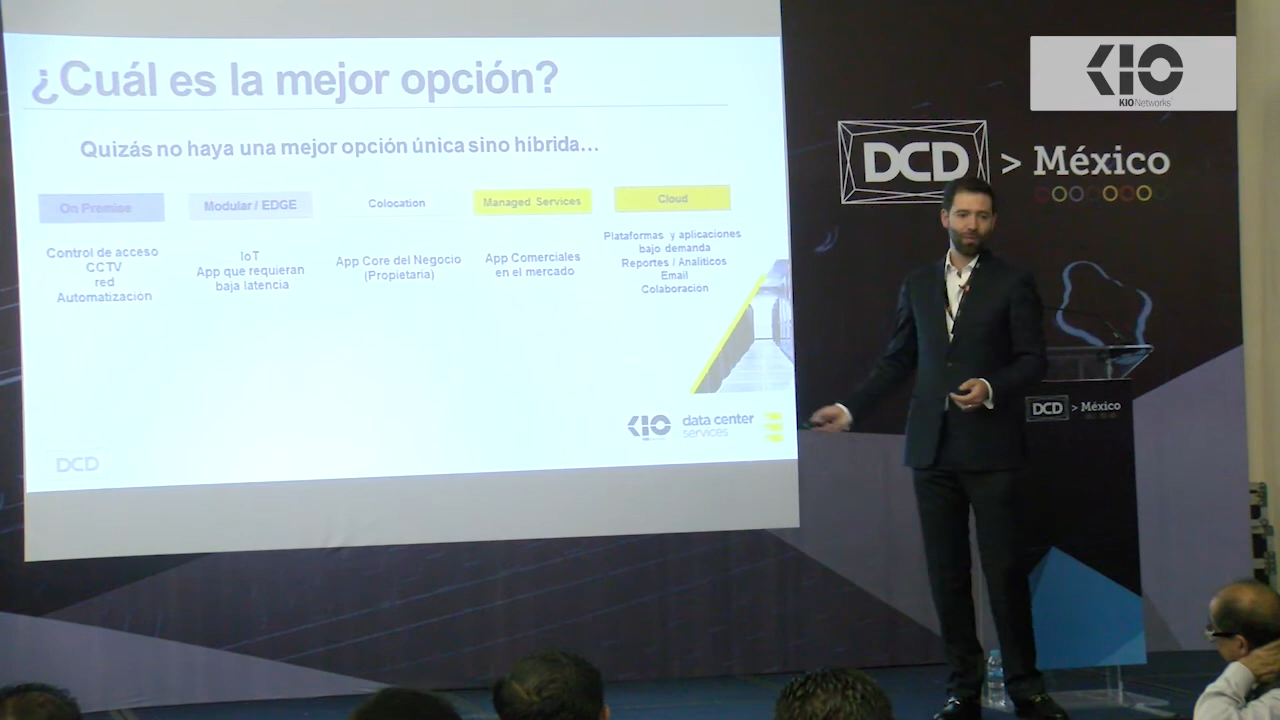 ¿Cuál es la mejor opción?
Quizás no haya una mejor opción única sino híbrida...
On Premise
Control de acceso
CCTV
red
Automatización
Modular / EDGE
IoT
App que requieran
baja latencia
Colocation
App Core del Negocio
(Propietaria)
Managed Services
App Comerciales
en el mercado
Cloud
Plataformas y aplicaciones
bajo demanda
Reportes / Analiticos
Email
Colaboracion
KIO data center
services
DCD
KIO
KIO Networks
DCD > México
DCD > México